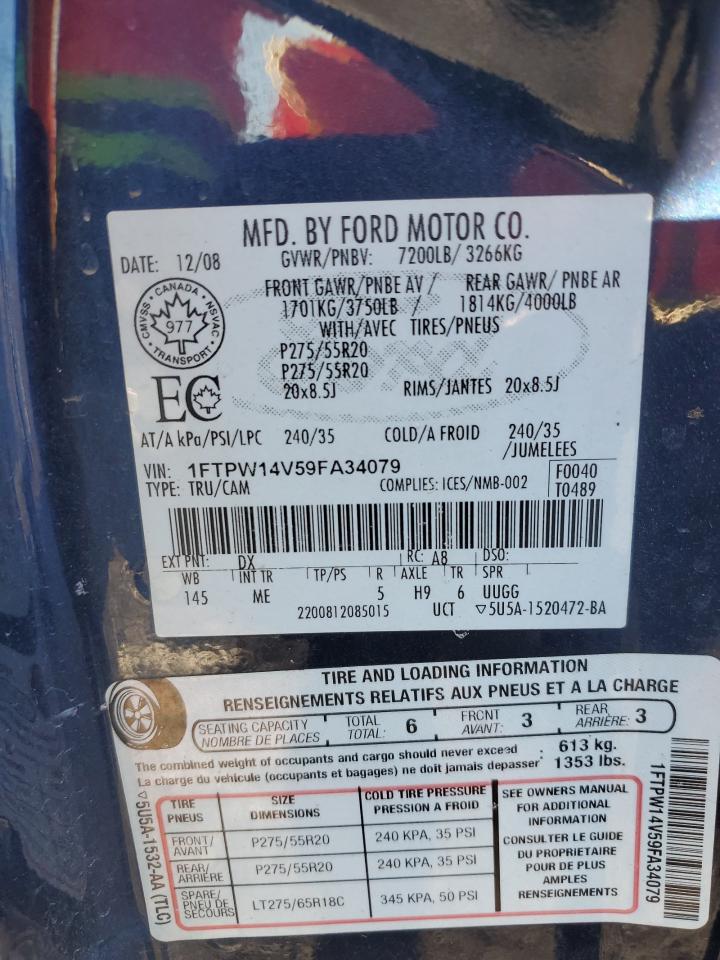 MFD. BY FORD MOTOR CO.
DATE: 12/08 GVWR/PNBV: 7200LB/ 3266KG
FRONT GAWR/PNBE AV / REAR GAWR/ PNBE AR
1701KG/3750LB / 1814KG/4000LB
WITH/AVEC TIRES/PNEUS
CMVSS • CANADA • NSVAC • TRANSPORT •
977
P275/55R20
P275/55R20
20x8.5J RIMS/JANTES 20x8.5J
EC
AT/A kPa/PSI/LPC 240/35 COLD/A FROID 240/35
/JUMELEES
VIN: 1FTPW14V59FA34079 F0040
TYPE: TRU/CAM COMPLIES: ICES/NMB-002 T0489
EXT PNT: DX RC: A8 DSO:
WB INT TR TP/PS R AXLE TR SPR
145 ME 5 H9 6 UUGG
2200812085015 UCT ▽5U5A-1520472-BA
TIRE AND LOADING INFORMATION
RENSEIGNEMENTS RELATIFS AUX PNEUS ET A LA CHARGE
SEATING CAPACITY TOTAL 6 FRONT 3 REAR 3
NOMBRE DE PLACES TOTAL: AVANT: ARRIÈRE:
The combined weight of occupants and cargo should never exceed : 613 kg.
La charge du véhicule (occupants et bagages) ne doit jamais dépasser 1353 lbs.
TIRE SIZE COLD TIRE PRESSURE
PNEUS DIMENSIONS PRESSION A FROID
FRONT/ P275/55R20 240 KPA, 35 PSI
AVANT
REAR/ P275/55R20 240 KPA, 35 PSI
ARRIÈRE
SPARE/ LT275/65R18C 345 KPA, 50 PSI
PNEU DE
SECOURS
SEE OWNERS MANUAL
FOR ADDITIONAL
INFORMATION
CONSULTER LE GUIDE
DU PROPRIETAIRE
POUR DE PLUS
AMPLES
RENSEIGNEMENTS
▽5U5A-1532-AA (TLC)
1FTPW14V59FA34079